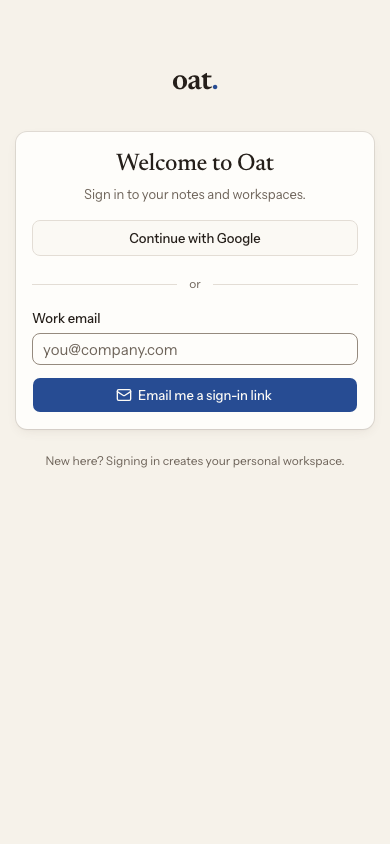 oat.
Welcome to Oat
Sign in to your notes and workspaces.
Continue with Google
or
Work email
you@company.com
Email me a sign-in link
New here? Signing in creates your personal workspace.